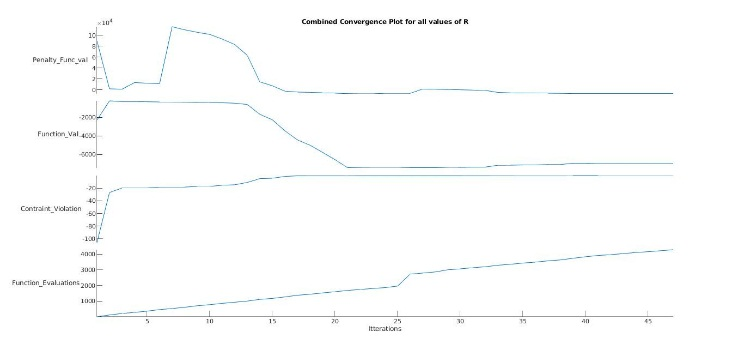 Combined Convergence Plot for all values of R
×10⁴
10
8
6
4
2
0
Penalty_Func_val
-2000
-4000
-6000
Function_Val
-20
-40
-60
-80
-100
Contraint_Violation
4000
3000
2000
1000
Function_Evaluations
5 10 15 20 25 30 35 40 45
Itterations